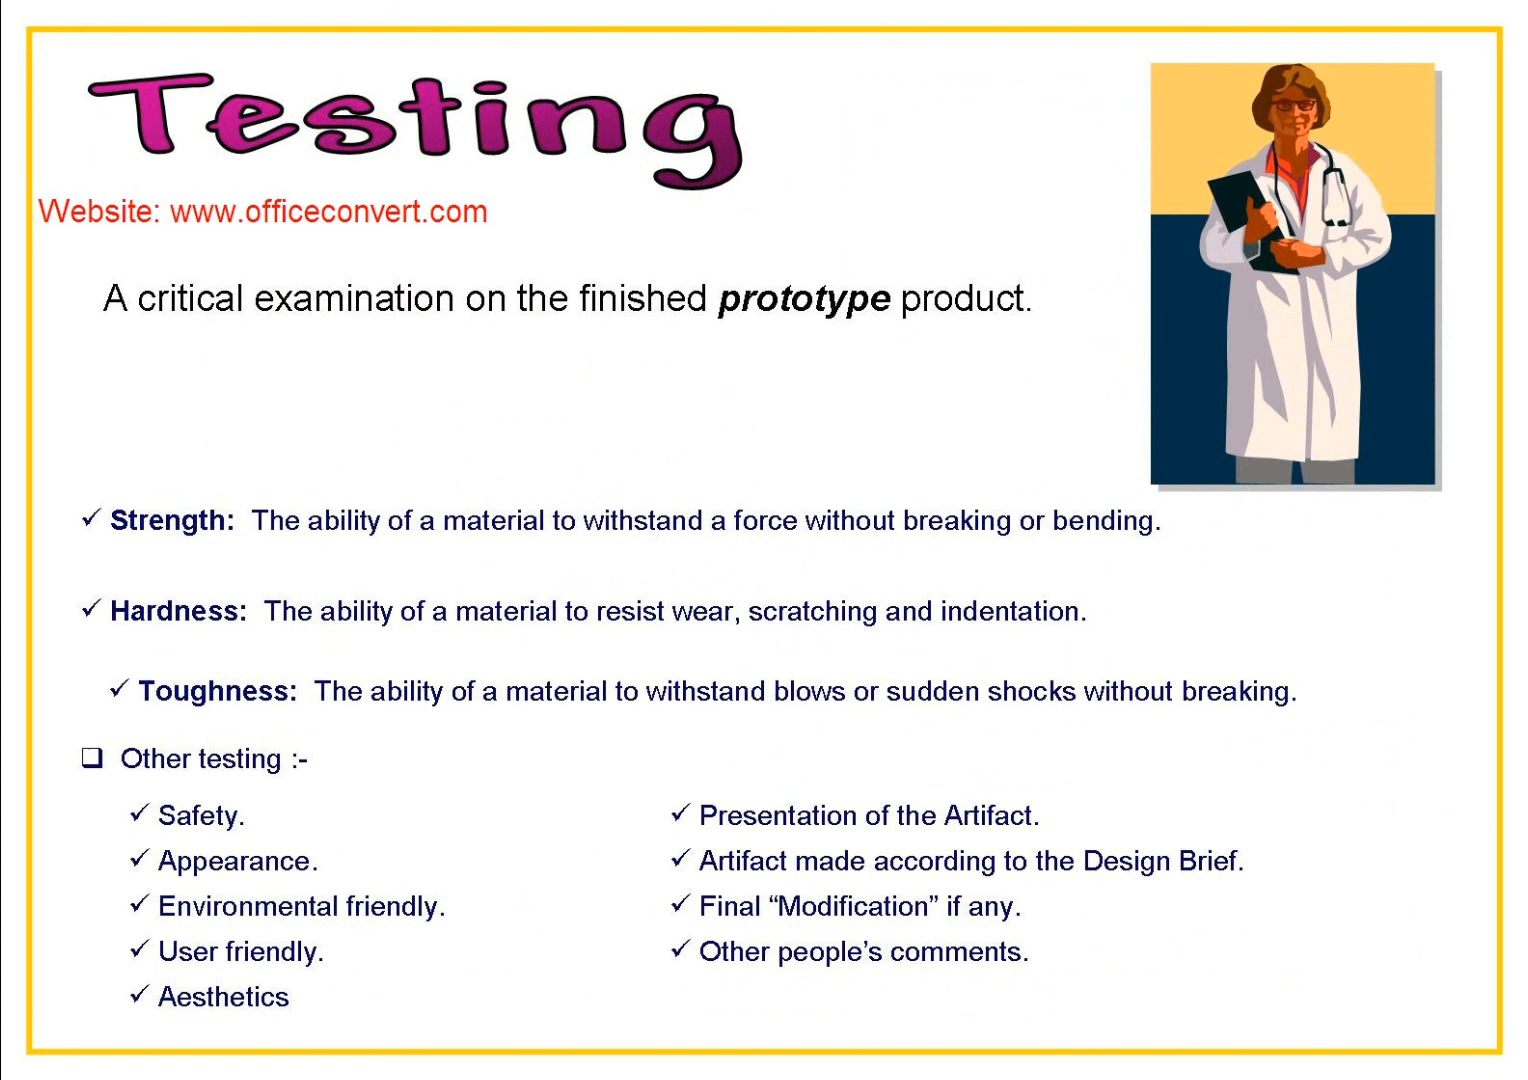 Testing
Website: www.officeconvert.com
A critical examination on the finished prototype product.
✓ Strength: The ability of a material to withstand a force without breaking or bending.
✓ Hardness: The ability of a material to resist wear, scratching and indentation.
✓ Toughness: The ability of a material to withstand blows or sudden shocks without breaking.
❑ Other testing :-
✓ Safety.
✓ Appearance.
✓ Environmental friendly.
✓ User friendly.
✓ Aesthetics
✓ Presentation of the Artifact.
✓ Artifact made according to the Design Brief.
✓ Final “Modification” if any.
✓ Other people’s comments.